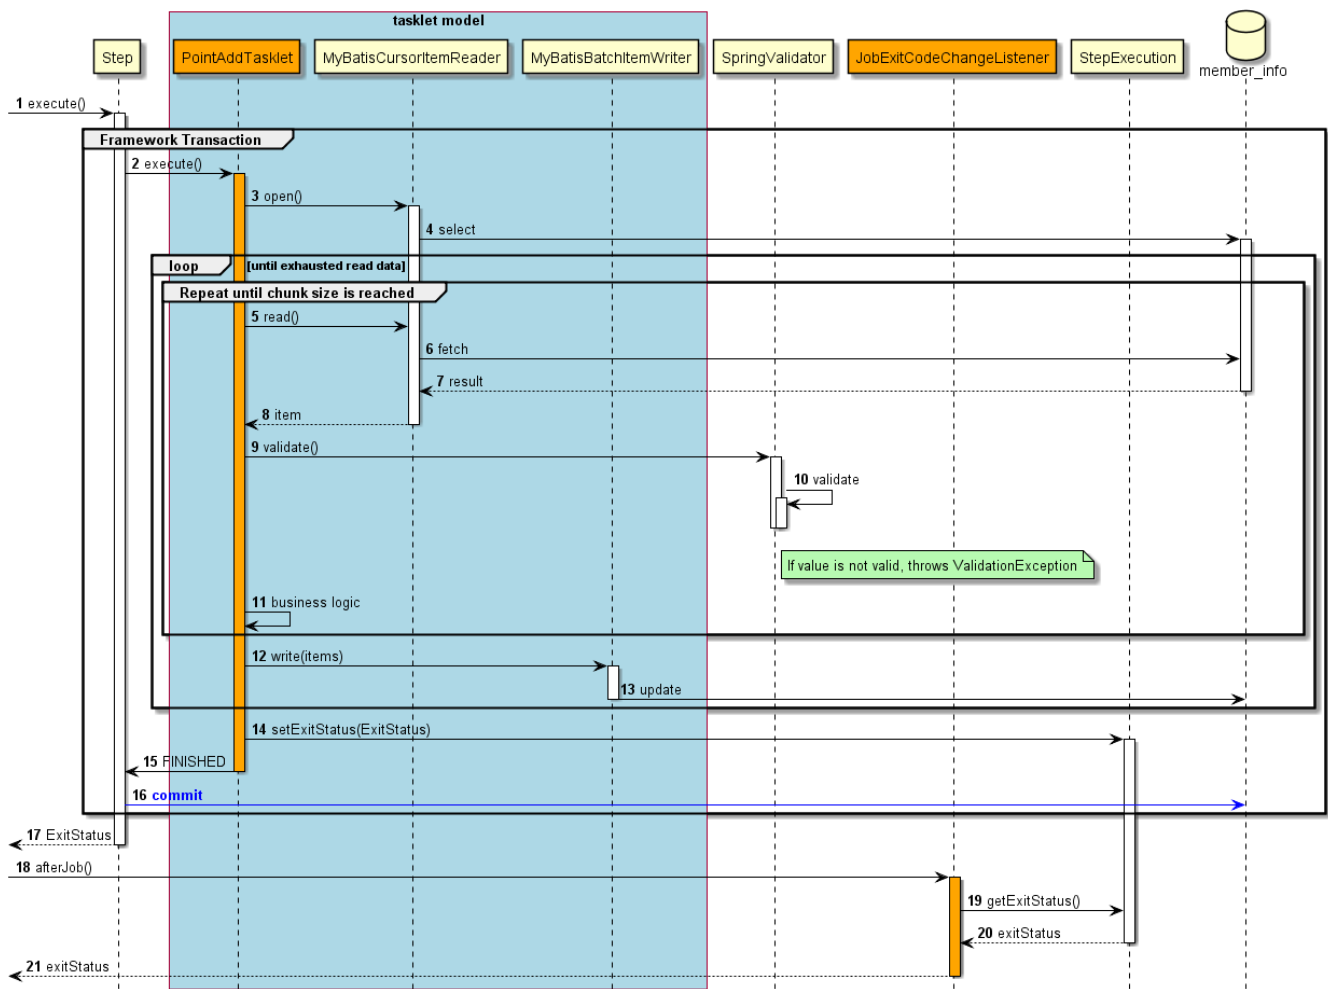 tasklet model
Step
PointAddTasklet
MyBatisCursorItemReader
MyBatisBatchItemWriter
SpringValidator
JobExitCodeChangeListener
StepExecution
member_info
1 execute()
Framework Transaction
2 execute()
3 open()
4 select
loop [until exhausted read data]
Repeat until chunk size is reached
5 read()
6 fetch
7 result
8 item
9 validate()
10 validate
If value is not valid, throws ValidationException
11 business logic
12 write(items)
13 update
14 setExitStatus(ExitStatus)
15 FINISHED
16 commit
17 ExitStatus
18 afterJob()
19 getExitStatus()
20 exitStatus
21 exitStatus